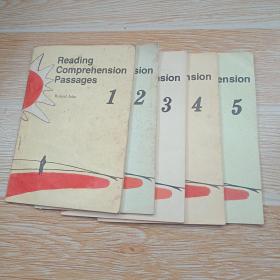 Reading
Comprehension
Passages
1
ension
2
ension
3
ension
4
ension
5